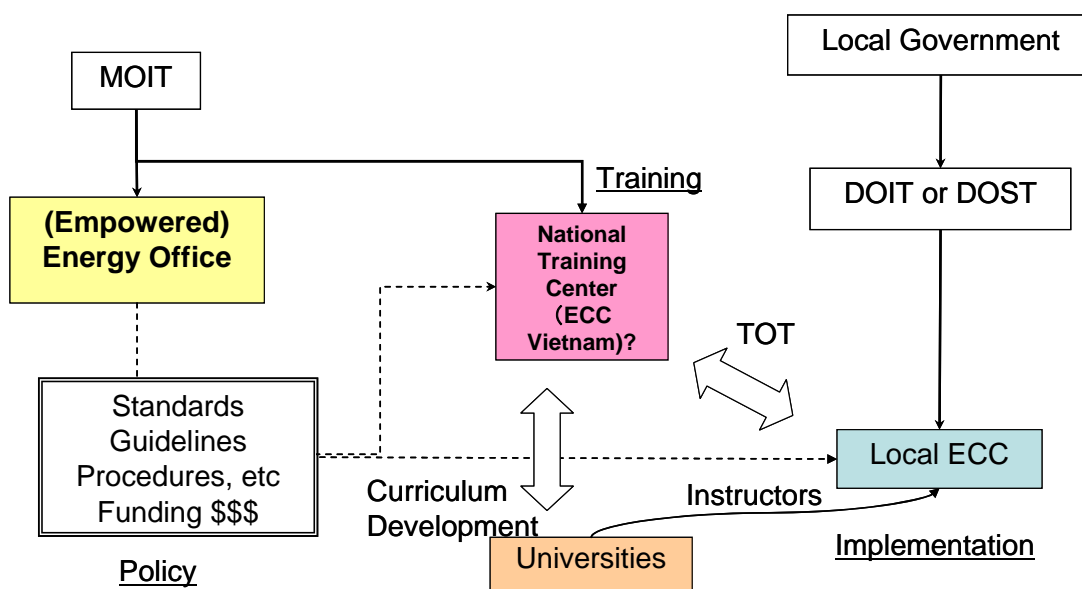 Local Government
MOIT
Training
DOIT or DOST
(Empowered)
Energy Office
National
Training
Center
（ECC
Vietnam)?
TOT
Standards
Guidelines
Procedures, etc
Funding $$$
Local ECC
Curriculum
Development
Instructors
Universities
Implementation
Policy